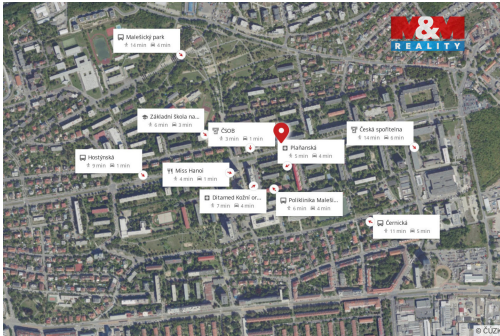 M&M
REALITY
Malešický park
14 min 4 min
Základní škola na...
6 min 3 min
ČSOB
3 min 1 min
Česká spořitelna
14 min 6 min
Plaňanská
5 min 4 min
Hostýnská
9 min 1 min
Miss Hanoi
4 min 1 min
Ditamed Kožní or...
7 min 4 min
Poliklinika Maleši...
6 min 4 min
Černická
11 min 5 min
© ČÚZK